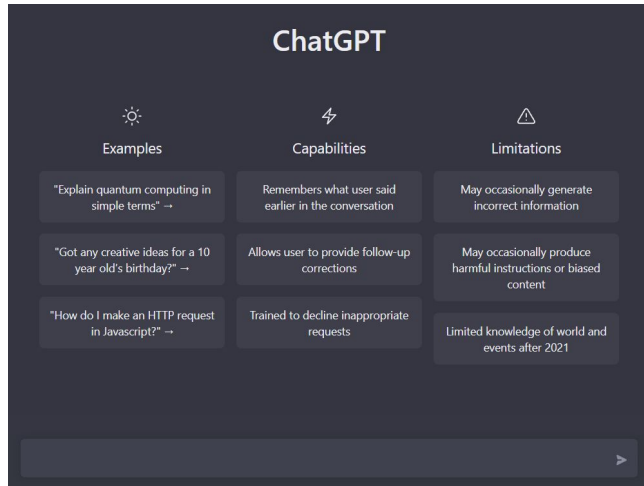 ChatGPT
Examples
"Explain quantum computing in
simple terms" →
"Got any creative ideas for a 10
year old's birthday?" →
"How do I make an HTTP request
in Javascript?" →
Capabilities
Remembers what user said
earlier in the conversation
Allows user to provide follow-up
corrections
Trained to decline inappropriate
requests
Limitations
May occasionally generate
incorrect information
May occasionally produce
harmful instructions or biased
content
Limited knowledge of world and
events after 2021